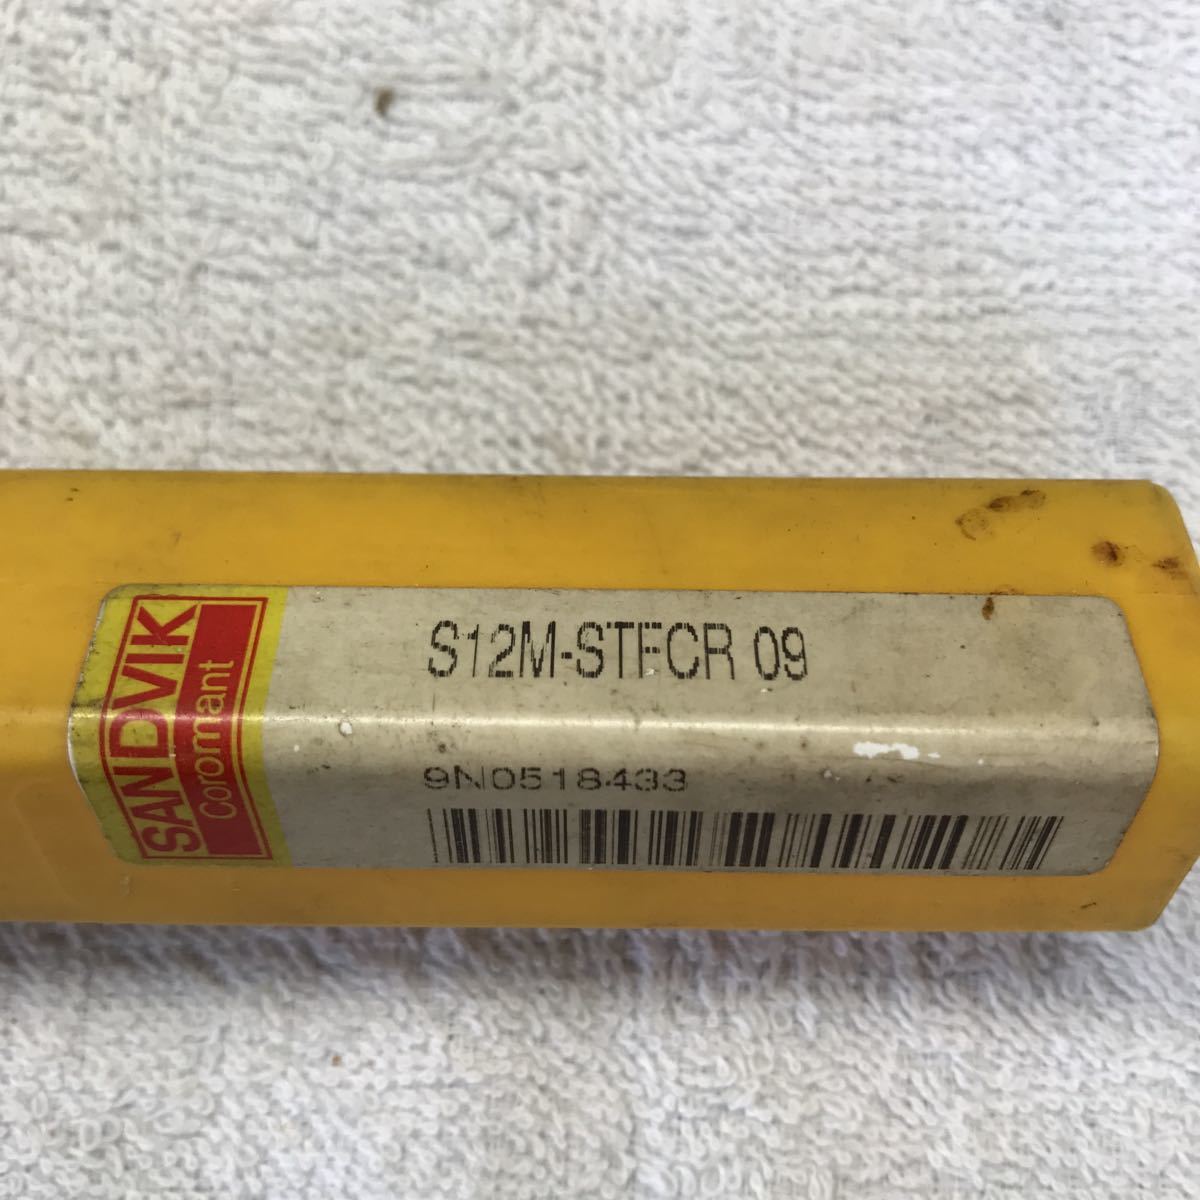 SANDVIK
Coromant
S12M-STFCR 09
9N0518433